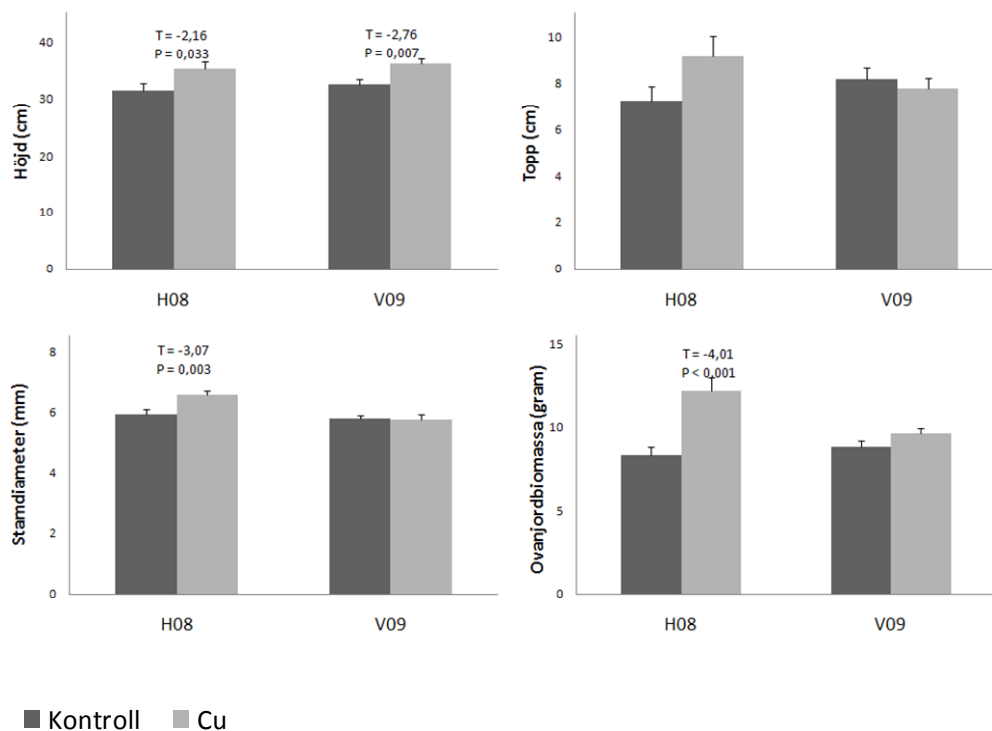 Höjd (cm)
40
30
20
10
0
T = -2,16
P = 0,033
T = -2,76
P = 0,007
H08
V09
Topp (cm)
10
8
6
4
2
0
H08
V09
Stamdiameter (mm)
8
6
4
2
0
T = -3,07
P = 0,003
H08
V09
Ovanjordbiomassa (gram)
15
10
5
0
T = -4,01
P < 0,001
H08
V09
Kontroll
Cu